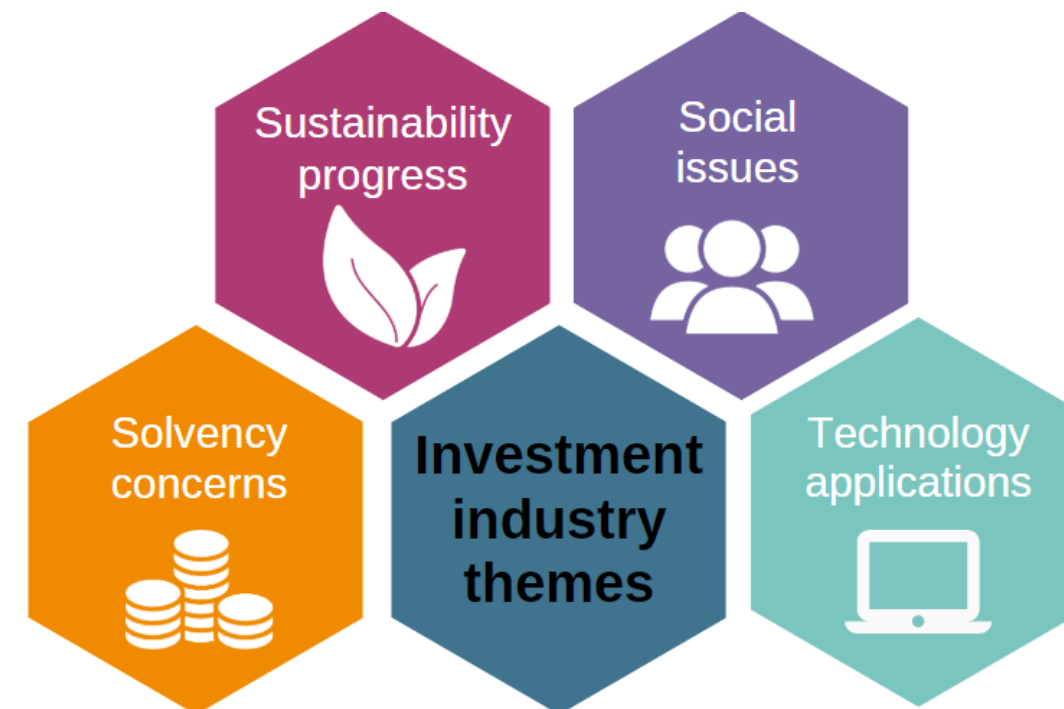 Sustainability
progress
Social
issues
Solvency
concerns
Investment
industry
themes
Technology
applications